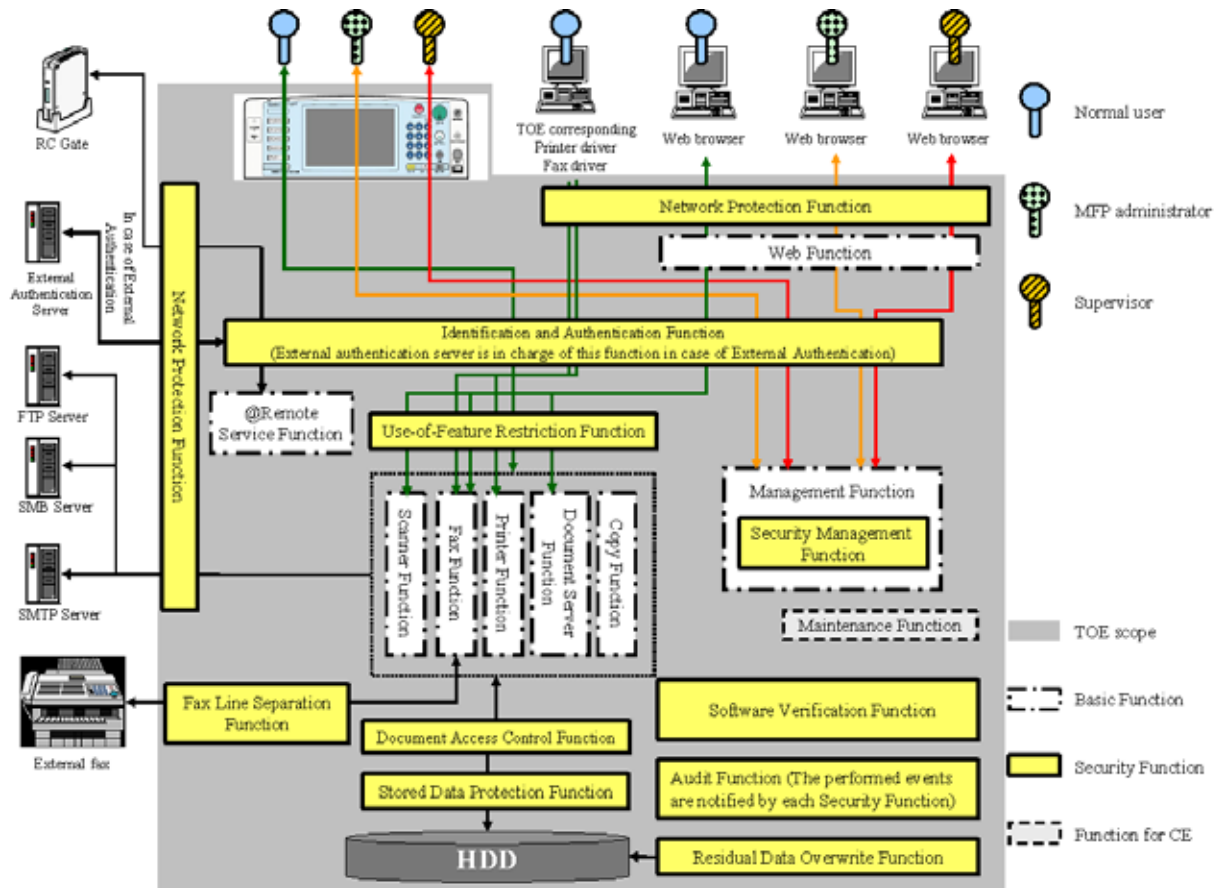 RC Gate
TOE corresponding
Printer driver
Fax driver
Web browser
Web browser
Web browser
Normal user
MFP administrator
Supervisor
In case of External
Authentication
External
Authentication
Server
Network Protection Function
Network Protection Function
Web Function
Identification and Authentication Function
(External authentication server is in charge of this function in case of External Authentication)
FTP Server
@Remote
Service Function
Use-of-Feature Restriction Function
SMB Server
Scanner Function
Fax Function
Printer Function
Document Server
Function
Copy Function
Management Function
Security Management
Function
SMTP Server
Maintenance Function
TOE scope
Fax Line Separation
Function
External fax
Document Access Control Function
Stored Data Protection Function
HDD
Software Verification Function
Audit Function (The performed events
are notified by each Security Function)
Residual Data Overwrite Function
Basic Function
Security Function
Function for CE